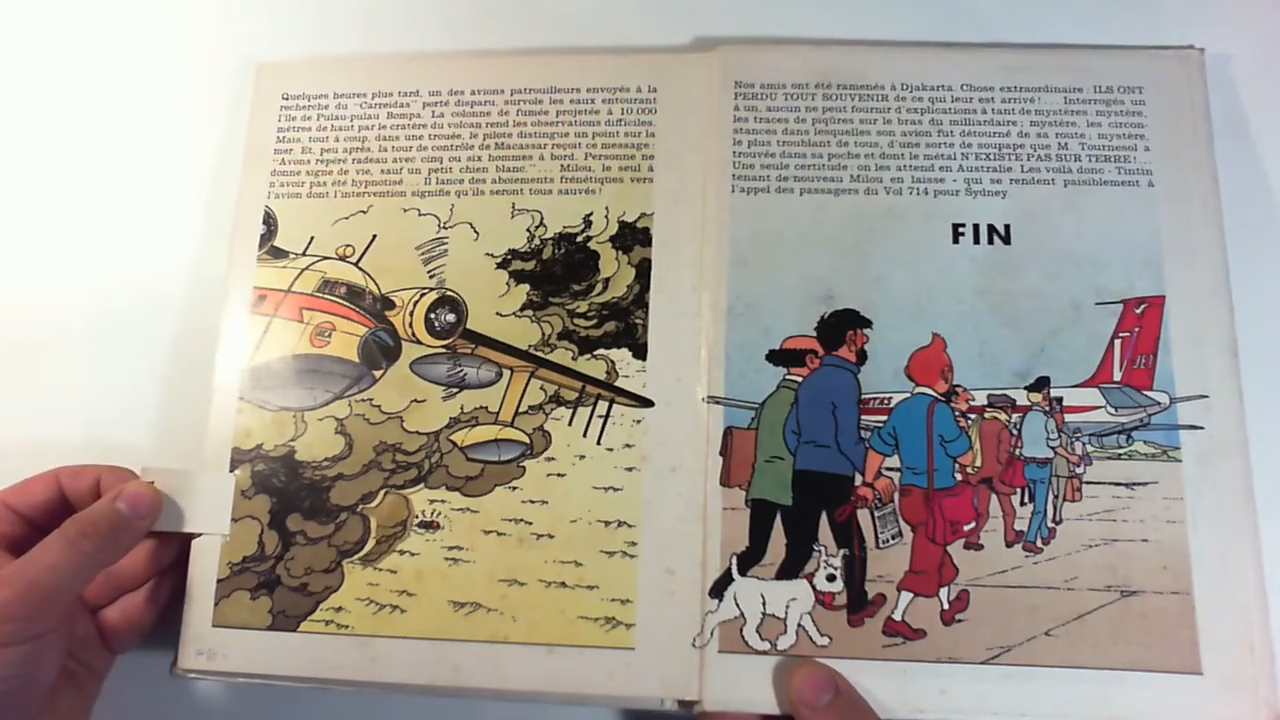 Quelques heures plus tard, un des avions patrouilleurs envoyés à la
recherche du "Carreidas" porté disparu, survole les eaux entourant
l'île de Pulau-pulau Bompa. La colonne de fumée projetée à 10 000
mètres de haut par le cratère du volcan rend les observations difficiles.
Mais, tout à coup, dans une trouée, le pilote distingue un point sur la
mer. Et, peu après, la tour de contrôle de Macassar reçoit ce message :
"Avons repéré radeau avec cinq ou six hommes à bord. Personne ne
donne signe de vie, sauf un petit chien blanc."... Milou, le seul à
n'avoir pas été hypnotisé... Il lance des aboiements frénétiques vers
l'avion dont l'intervention signifie qu'ils seront tous sauvés !
Nos amis ont été ramenés à Djakarta. Chose extraordinaire : ILS ONT
PERDU TOUT SOUVENIR de ce qui leur est arrivé !... Interrogés un
à un, aucun ne peut fournir d'explications à tant de mystères : mystère,
les traces de piqûres sur le bras du milliardaire ; mystère, les circon-
stances dans lesquelles son avion fut détourné de sa route ; mystère,
le plus troublant de tous, d'une sorte de soupape que M. Tournesol a
trouvée dans sa poche et dont le métal N'EXISTE PAS SUR TERRE !...
Une seule certitude : on les attend en Australie. Les voilà donc - Tintin
tenant de nouveau Milou en laisse - qui se rendent paisiblement à
l'appel des passagers du Vol 714 pour Sydney.
FIN
V
JET
NTAS